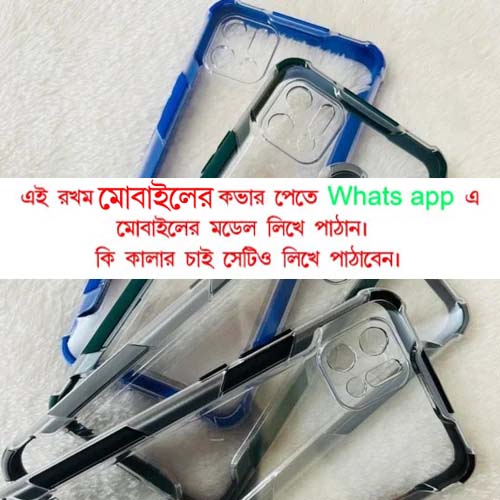 এই রখম মোবাইলের কভার পেতে Whats app এ
মোবাইলের মডেল লিখে পাঠান।
কি কালার চাই সেটিও লিখে পাঠাবেন।